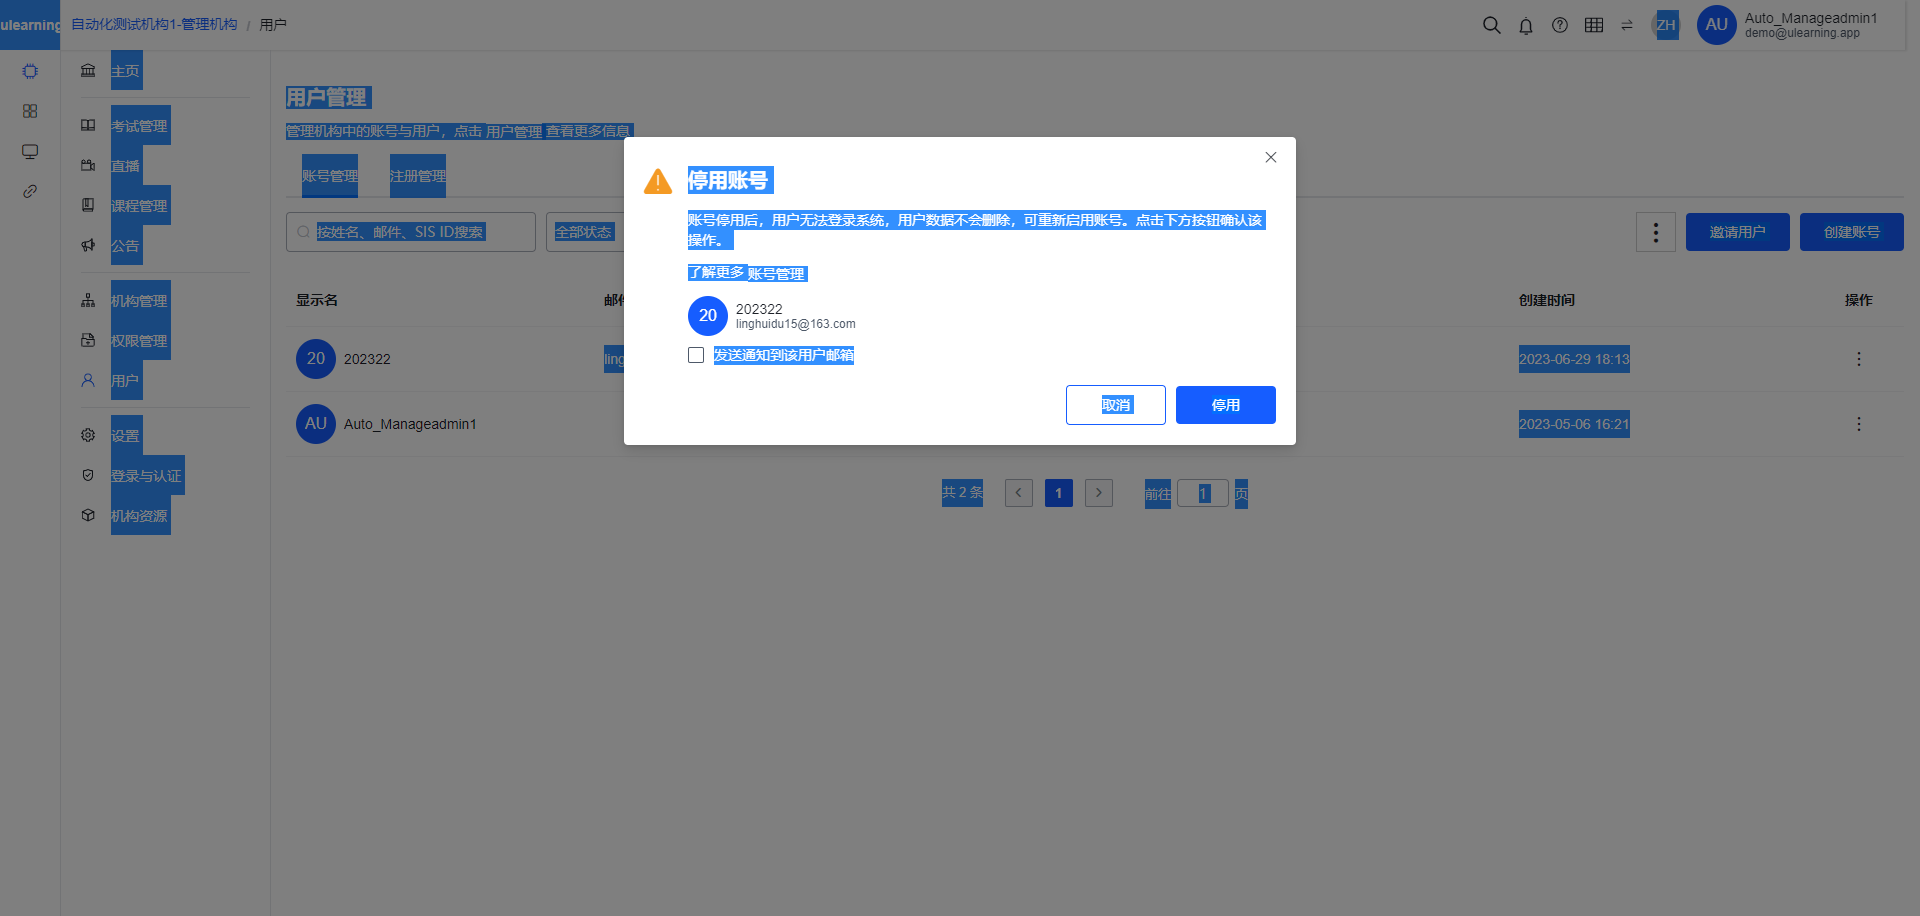 ulearning
自动化测试机构1-管理机构 / 用户
ZH
AU
Auto_Manageadmin1
demo@ulearning.app
主页
考试管理
直播
课程管理
公告
机构管理
权限管理
用户
设置
登录与认证
机构资源
用户管理
管理机构中的账号与用户，点击 用户管理 查看更多信息
账号管理
注册管理
按姓名、邮件、SIS ID搜索
全部状态
邀请用户
创建账号
显示名
创建时间
操作
20
202322
ling
2023-06-29 18:13
AU
Auto_Manageadmin1
2023-05-06 16:21
共 2 条
1
前往
1
页
停用账号
账号停用后，用户无法登录系统，用户数据不会删除，可重新启用账号。点击下方按钮确认该
操作。
了解更多 账号管理
20
202322
linghuidu15@163.com
发送通知到该用户邮箱
取消
停用